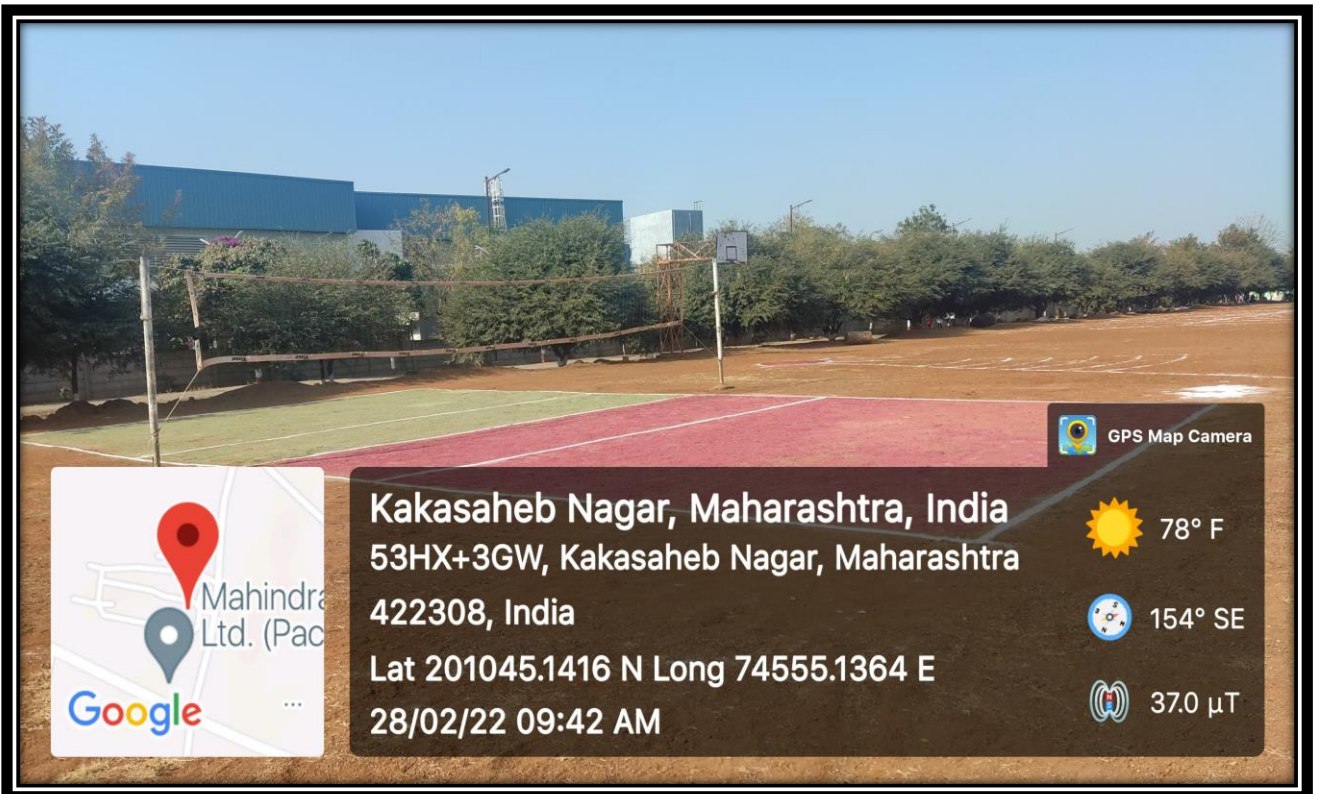 GPS Map Camera
Kakasaheb Nagar, Maharashtra, India
53HX+3GW, Kakasaheb Nagar, Maharashtra
422308, India
Lat 201045.1416 N Long 74555.1364 E
28/02/22 09:42 AM
78° F
154° SE
37.0 µT
Mahindra
Ltd. (Pac
Google